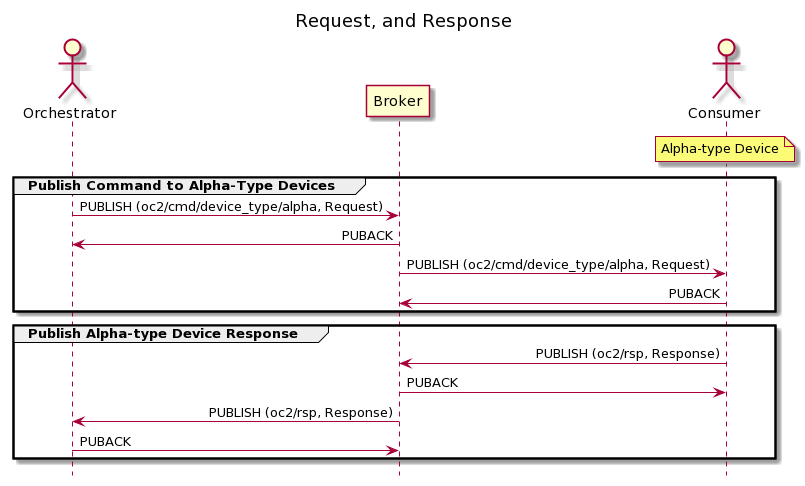 Request, and Response
Orchestrator
Broker
Consumer
Alpha-type Device
Publish Command to Alpha-Type Devices
PUBLISH (oc2/cmd/device_type/alpha, Request)
PUBACK
PUBLISH (oc2/cmd/device_type/alpha, Request)
PUBACK
Publish Alpha-type Device Response
PUBLISH (oc2/rsp, Response)
PUBACK
PUBLISH (oc2/rsp, Response)
PUBACK